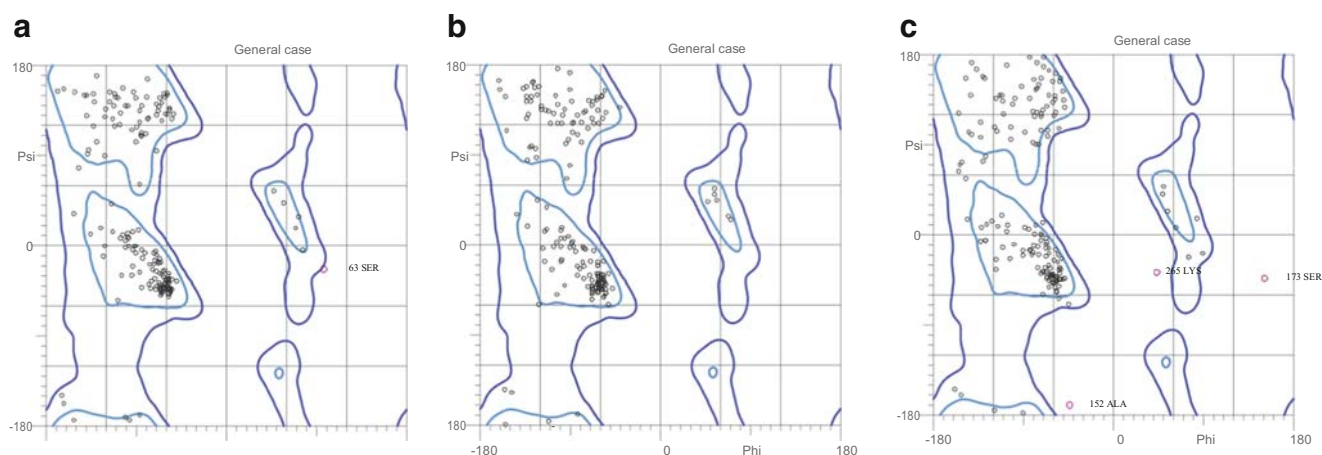 a
General case
180
Psi
0
63 SER
-180
b
General case
180
Psi
0
180
-180
0
Phi
180
c
General case
180
Psi
0
265 LYS
173 SER
152 ALA
-180
-180
0
Phi
180